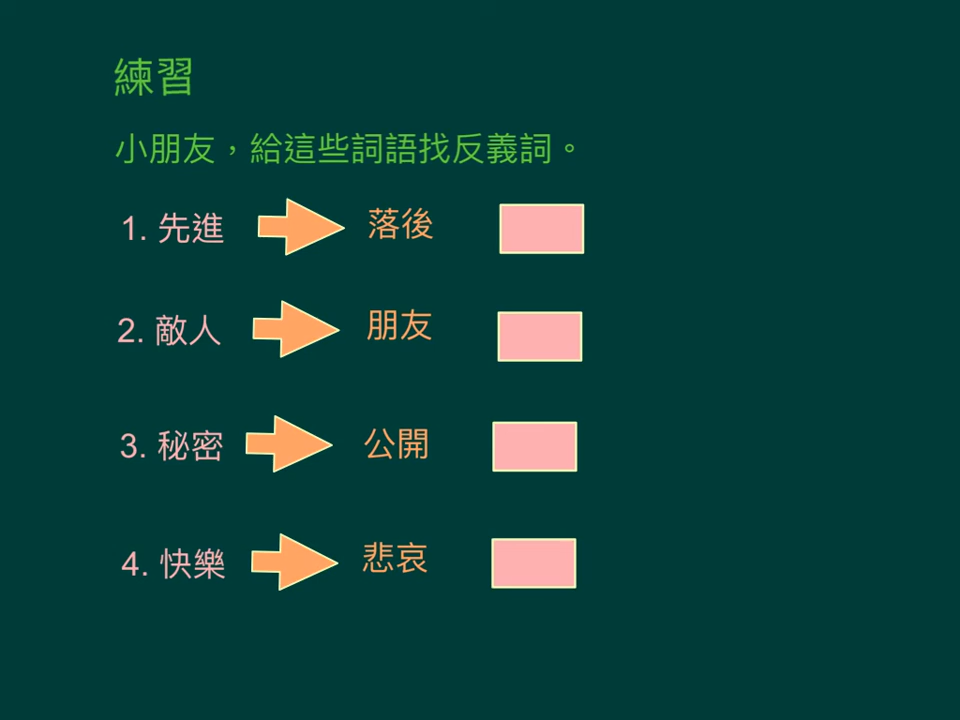 練習
小朋友，給這些詞語找反義詞。
1. 先進 落後
2. 敵人 朋友
3. 秘密 公開
4. 快樂 悲哀